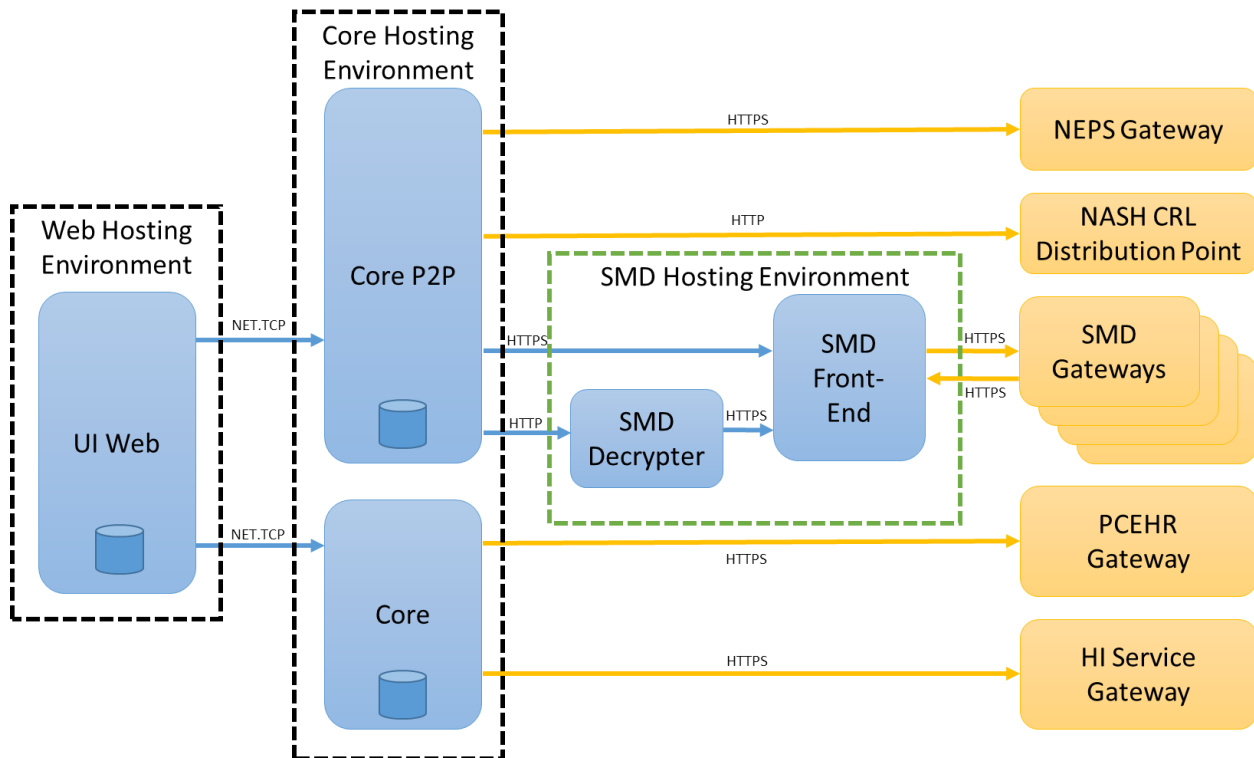 Core Hosting
Environment
HTTPS
NEPS Gateway
Web Hosting
Environment
HTTP
NASH CRL
Distribution Point
UI Web
NET.TCP
Core P2P
SMD Hosting Environment
HTTPS
SMD
Front-
End
HTTPS
HTTPS
SMD
Gateways
HTTP
SMD
Decrypter
HTTPS
NET.TCP
Core
HTTPS
PCEHR
Gateway
HTTPS
HI Service
Gateway